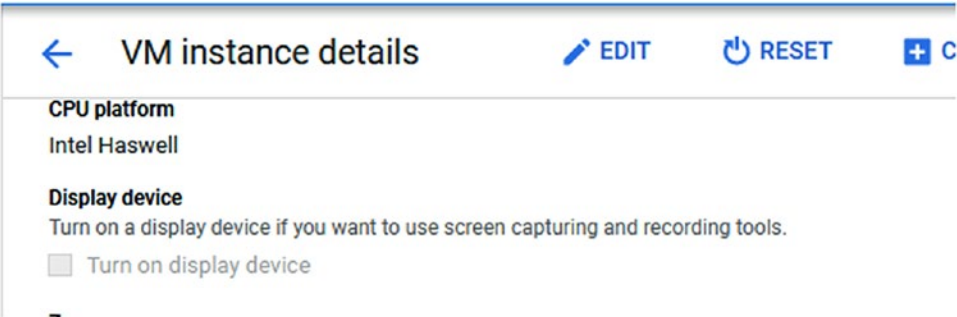 VM instance details EDIT RESET
CPU platform
Intel Haswell
Display device
Turn on a display device if you want to use screen capturing and recording tools.
Turn on display device